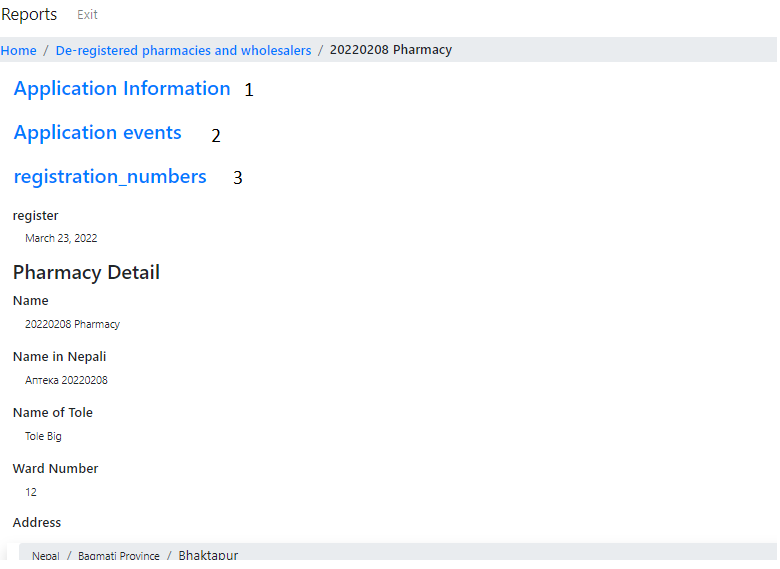 Reports Exit
Home / De-registered pharmacies and wholesalers / 20220208 Pharmacy
Application Information 1
Application events 2
registration_numbers 3
register
March 23, 2022
Pharmacy Detail
Name
20220208 Pharmacy
Name in Nepali
Аптека 20220208
Name of Tole
Tole Big
Ward Number
12
Address
Nepal / Bagmati Province / Bhaktapur